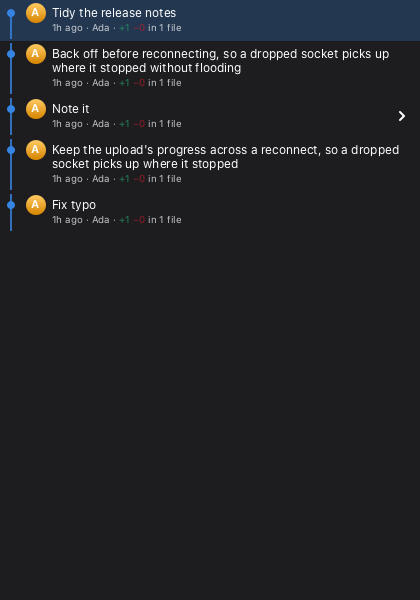 A Tidy the release notes
1h ago · Ada · +1 −0 in 1 file
A Back off before reconnecting, so a dropped socket picks up
where it stopped without flooding
1h ago · Ada · +1 −0 in 1 file
A Note it
1h ago · Ada · +1 −0 in 1 file
A Keep the upload's progress across a reconnect, so a dropped
socket picks up where it stopped
1h ago · Ada · +1 −0 in 1 file
A Fix typo
1h ago · Ada · +1 −0 in 1 file